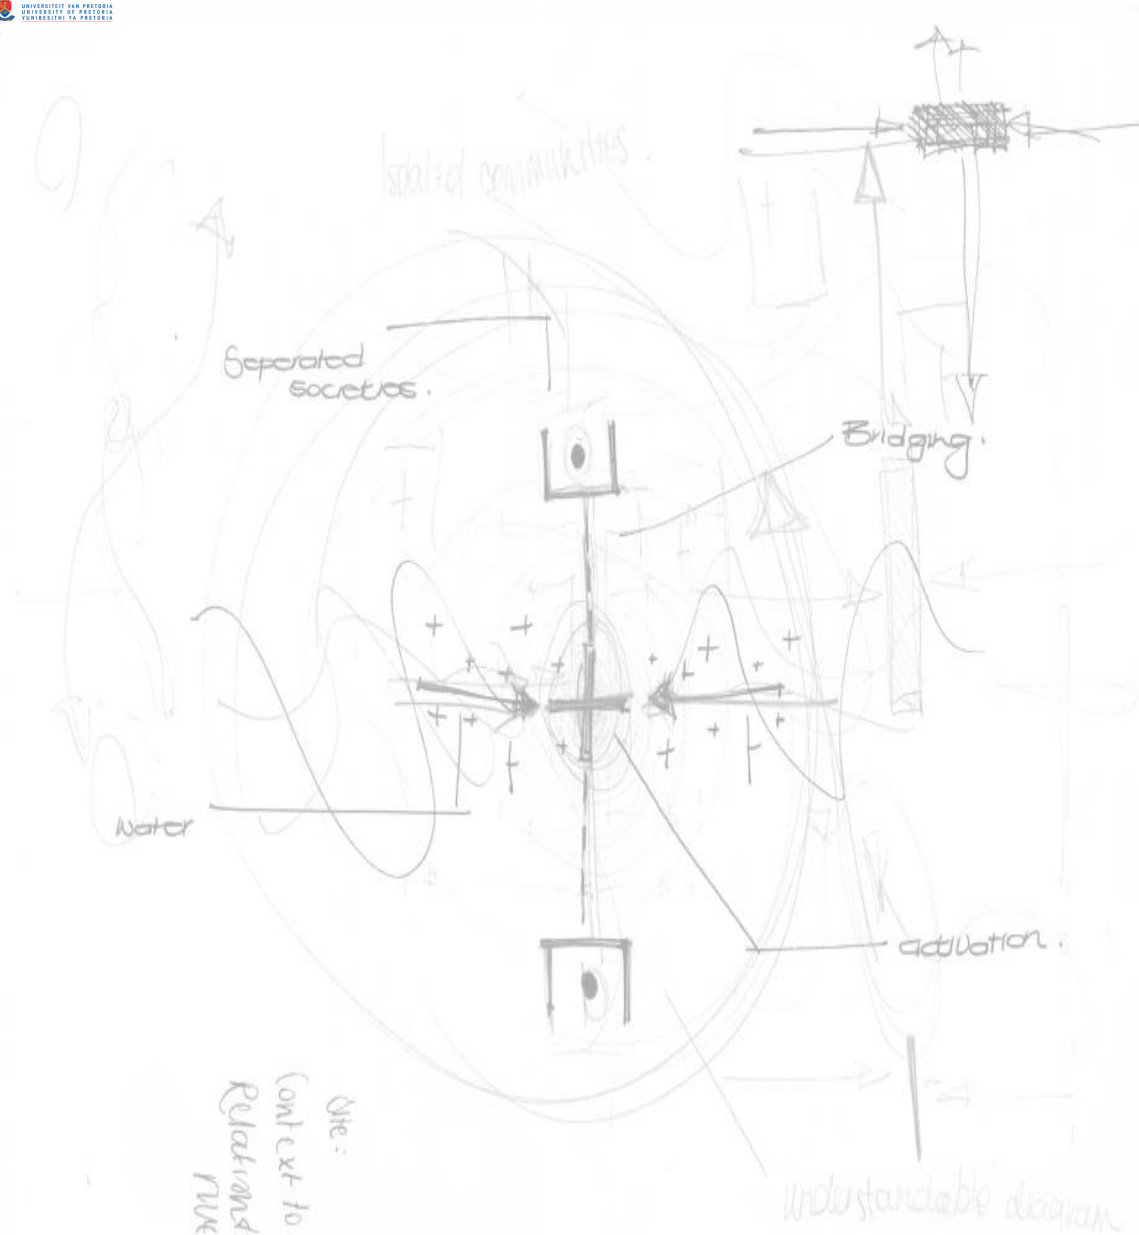 UNIVERSITEIT VAN PRETORIA
UNIVERSITY OF PRETORIA
YUNIBESITHI YA PRETORIA
Isolated communities.
Seperated
societies.
Bridging.
Water
activation.
Site:
Context to
Relations
understandable diagram